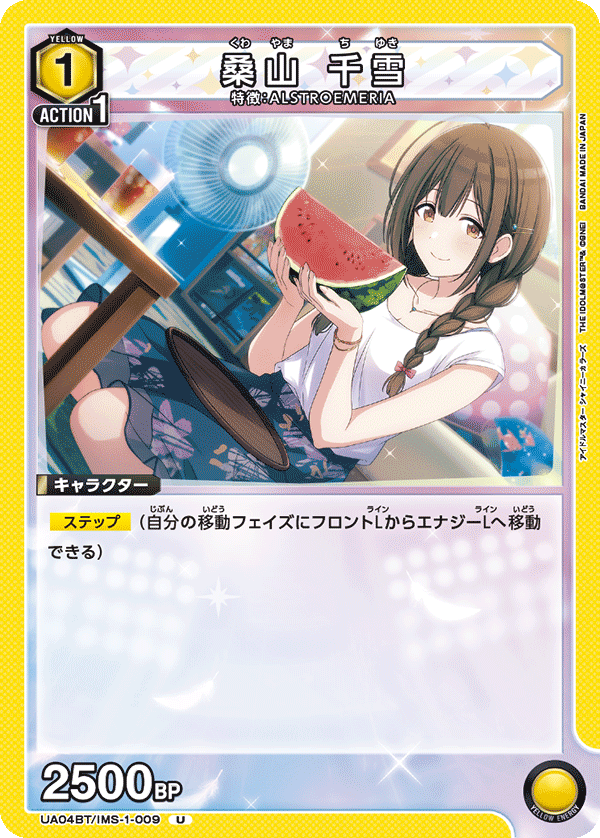 YELLOW
1
ACTION 1
くわ やま ち ゆき
桑山 千雪
特徴:ALSTROEMERIA
キャラクター
じぶん いどう ライン ライン いどう
ステップ (自分の移動フェイズにフロントLからエナジーLへ移動
できる)
2500BP
UA04BT/IMS-1-009 U
YELLOW ENERGY
アイドルマスター シャイニーカラーズ THE IDOLM@STER™& ©BNEI BANDAI MADE IN JAPAN